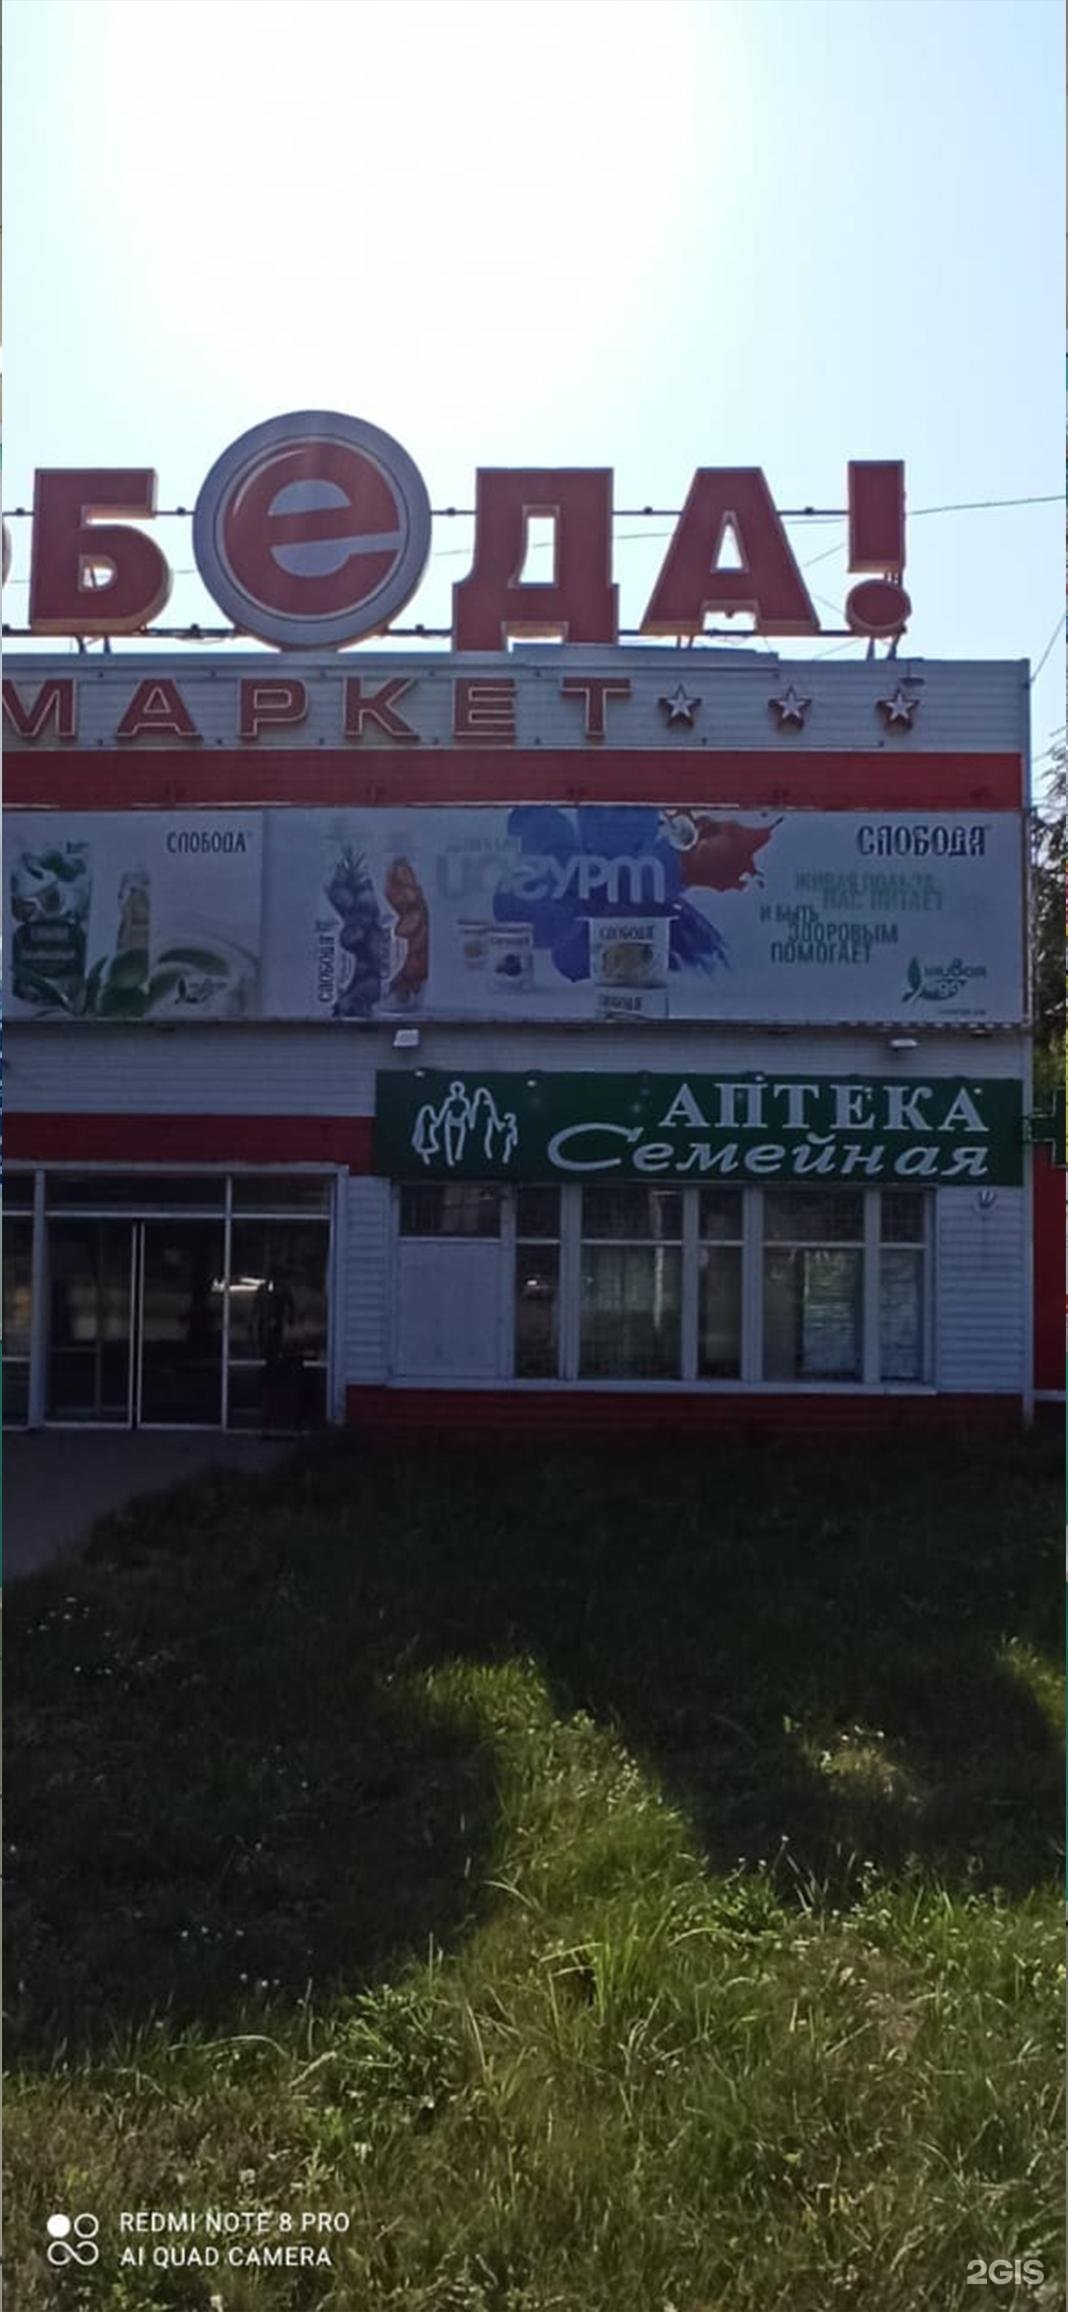 БеДА!
МАРКЕТ
СЛОБОДА
СЛОБОДА
ЙОГУРТ
ЖИВАЯ ПОЛЬЗА
НАС ПИТАЕТ
И БЫТЬ
ЗДОРОВЫМ
ПОМОГАЕТ
СЛОБОДА
СЛОБОДА
АПТЕКА
Семейная
REDMI NOTE 8 PRO
AI QUAD CAMERA
2GIS